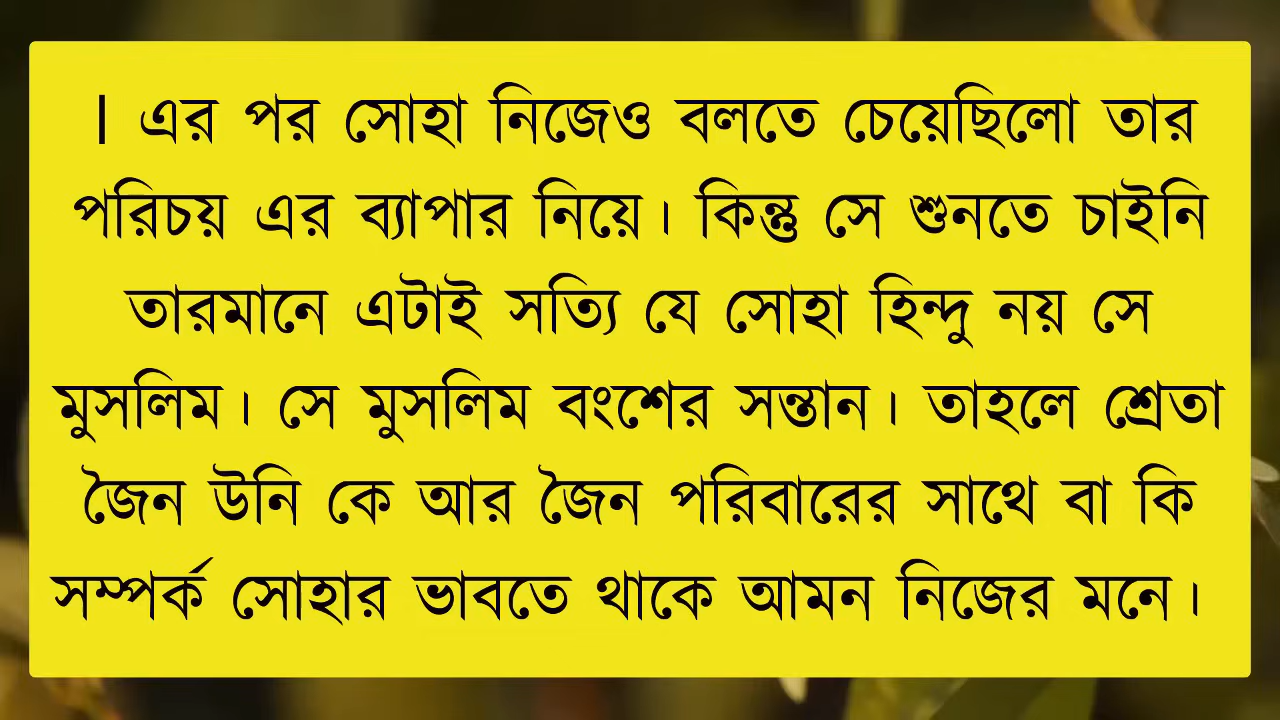 । এর পর সোহা নিজেও বলতে চেয়েছিলো তার
পরিচয় এর ব্যাপার নিয়ে। কিন্তু সে শুনতে চাইনি
তারমানে এটাই সত্যি যে সোহা হিন্দু নয় সে
মুসলিম। সে মুসলিম বংশের সন্তান। তাহলে শ্রেতা
জৈন উনি কে আর জৈন পরিবারের সাথে বা কি
সম্পর্ক সোহার ভাবতে থাকে আমন নিজের মনে।